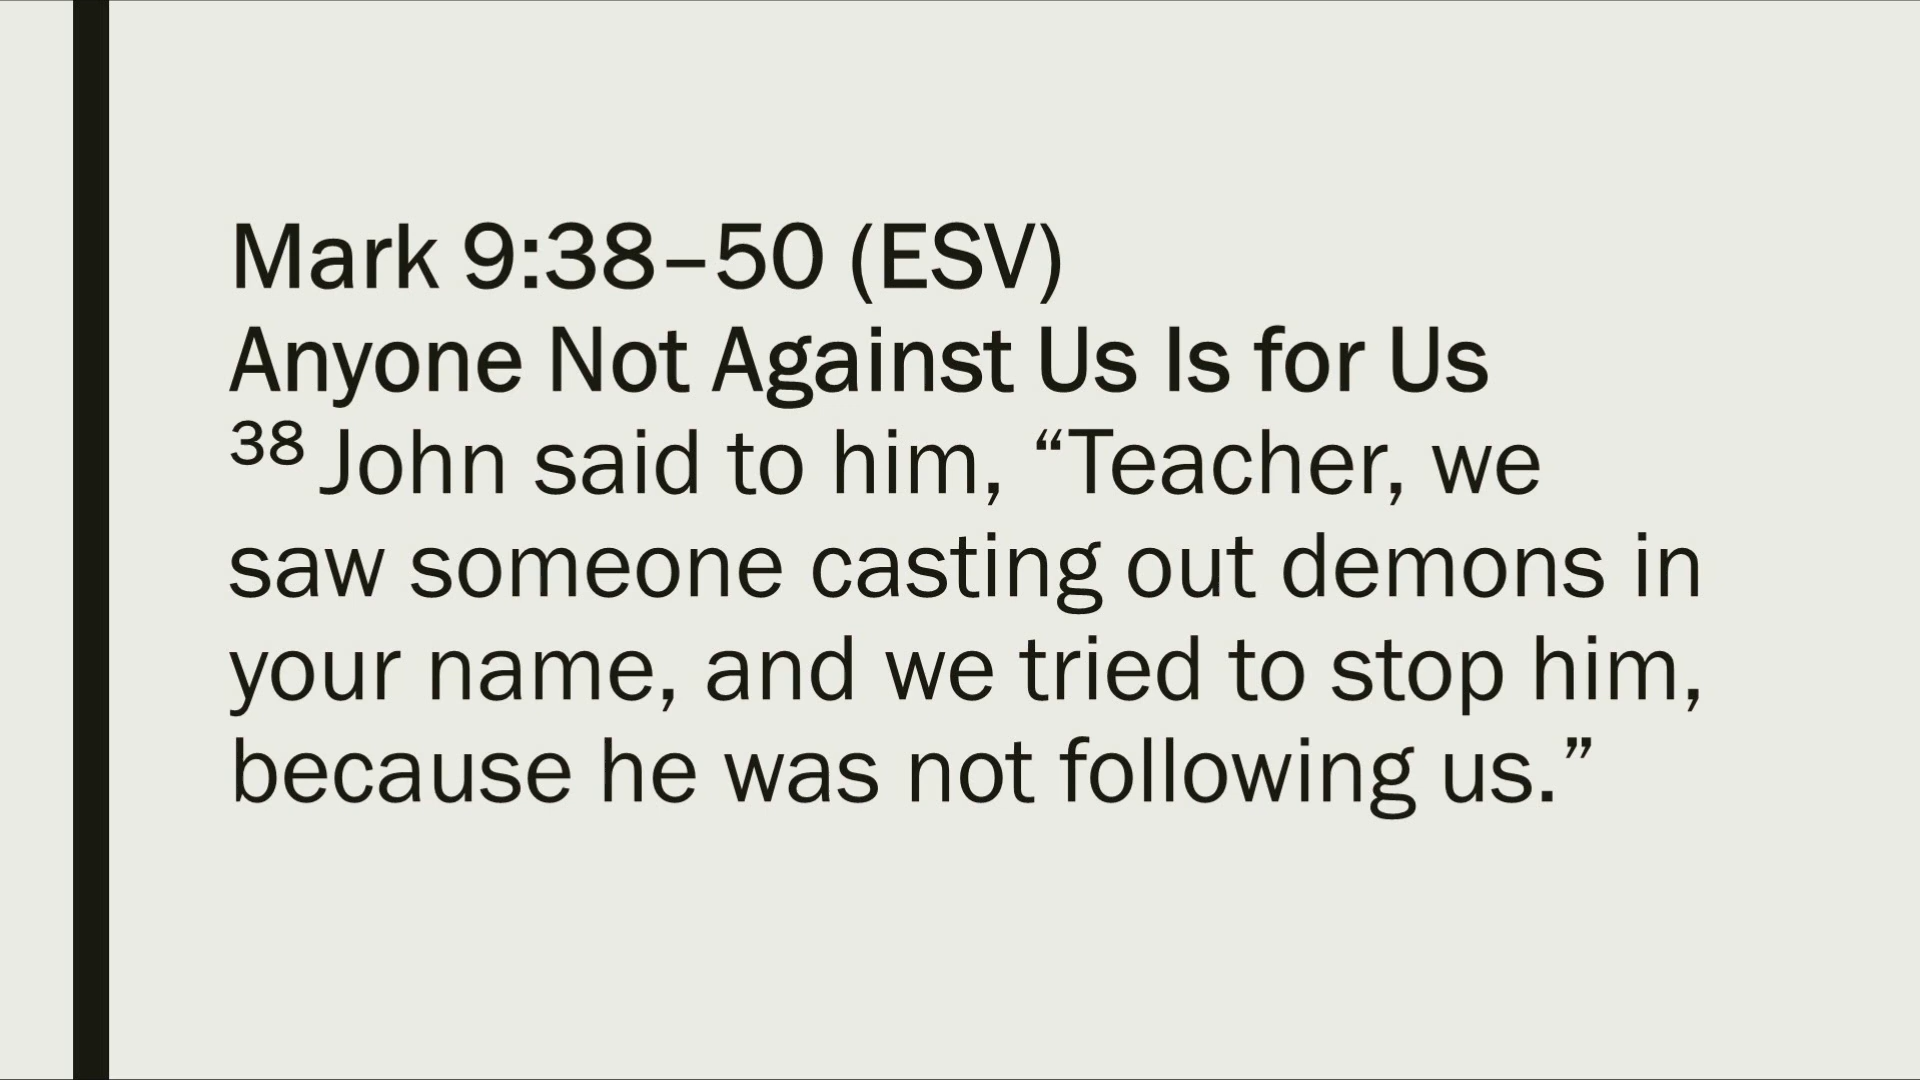 Mark 9:38–50 (ESV)
Anyone Not Against Us Is for Us
38 John said to him, “Teacher, we
saw someone casting out demons in
your name, and we tried to stop him,
because he was not following us.”